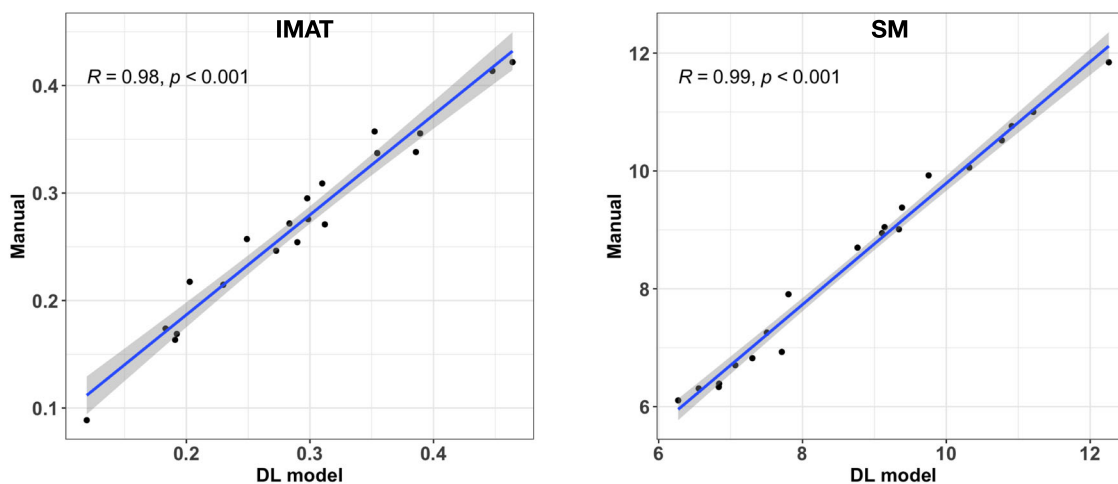 IMAT
R = 0.98, p < 0.001
Manual
0.4
0.3
0.2
0.1
0.2 0.3 0.4
DL model
SM
R = 0.99, p < 0.001
Manual
12
10
8
6
6 8 10 12
DL model